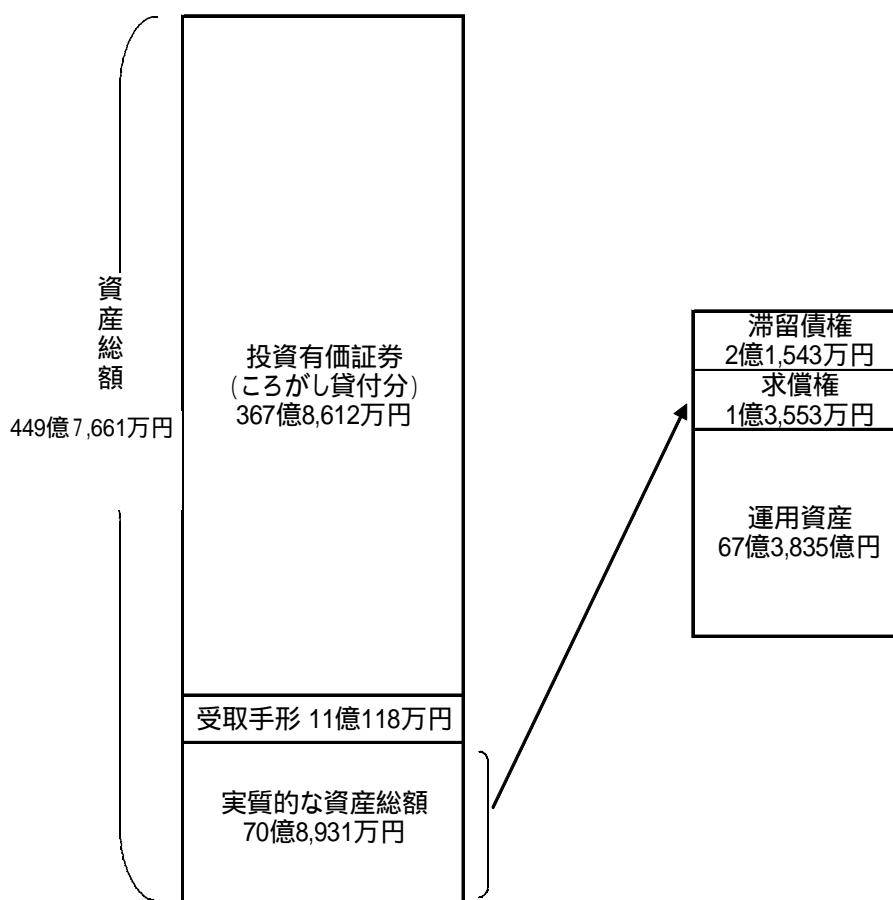 資産総額
449億7,661万円
投資有価証券
(ころがし貸付分)
367億8,612万円
受取手形 11億118万円
実質的な資産総額
70億8,931万円
滞留債権
2億1,543万円
求償権
1億3,553万円
運用資産
67億3,835億円